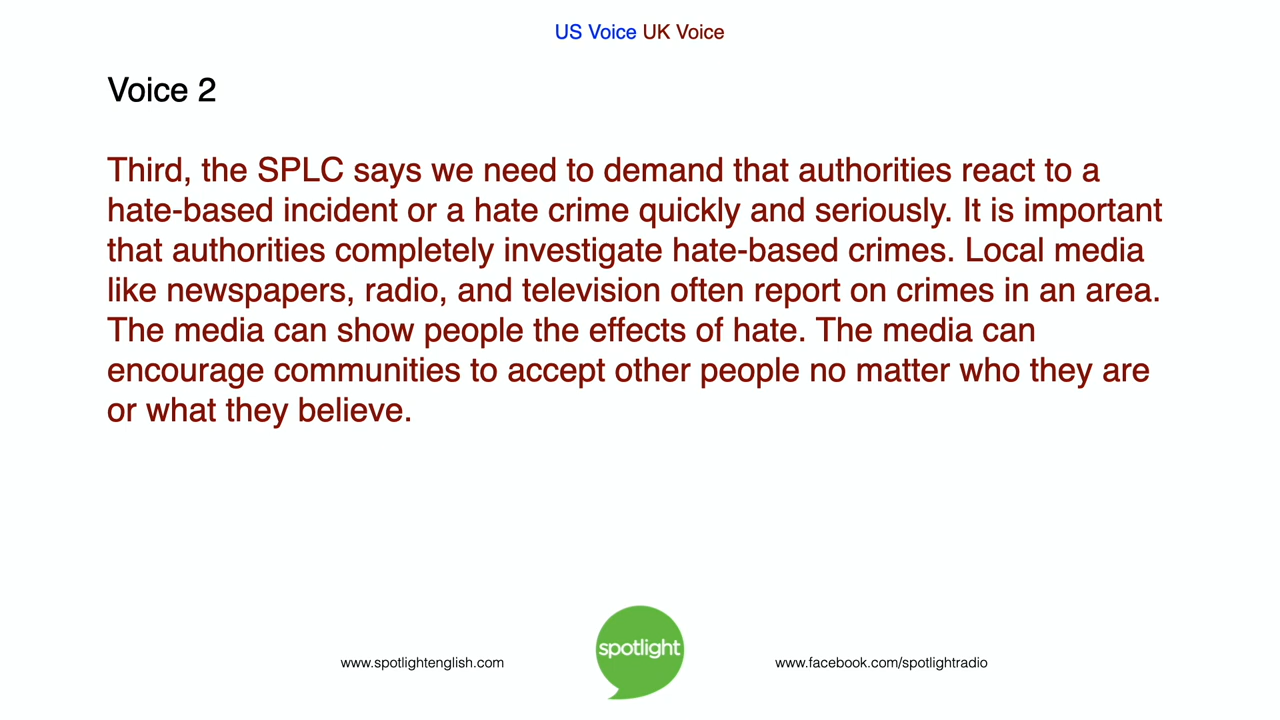 US Voice UK Voice
Voice 2
Third, the SPLC says we need to demand that authorities react to a
hate-based incident or a hate crime quickly and seriously. It is important
that authorities completely investigate hate-based crimes. Local media
like newspapers, radio, and television often report on crimes in an area.
The media can show people the effects of hate. The media can
encourage communities to accept other people no matter who they are
or what they believe.
www.spotlightenglish.com
spotlight
www.facebook.com/spotlightradio